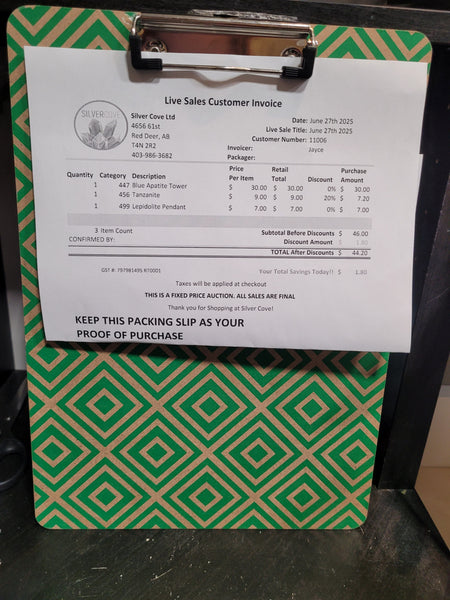 Live Sales Customer Invoice
SILVERCOVE
Silver Cove Ltd
4656 61st
Red Deer, AB
T4N 2R2
403-986-3682
Date: June 27th 2025
Live Sale Title: June 27th 2025
Customer Number: 11006
Invoicer: Jayce
Packager:
Quantity Category Description Price Per Item Retail Total Discount Purchase Amount
1 447 Blue Apatite Tower $ 30.00 $ 30.00 0% $ 30.00
1 456 Tanzanite $ 9.00 $ 9.00 20% $ 7.20
1 499 Lepidolite Pendant $ 7.00 $ 7.00 0% $ 7.00
3 Item Count Subtotal Before Discounts $ 46.00
CONFIRMED BY: Discount Amount $ 1.80
TOTAL After Discounts $ 44.20
GST #: 797981495 RT0001 Your Total Savings Today!! $ 1.80
Taxes will be applied at checkout
THIS IS A FIXED PRICE AUCTION. ALL SALES ARE FINAL
Thank you for Shopping at Silver Cove!
KEEP THIS PACKING SLIP AS YOUR
PROOF OF PURCHASE